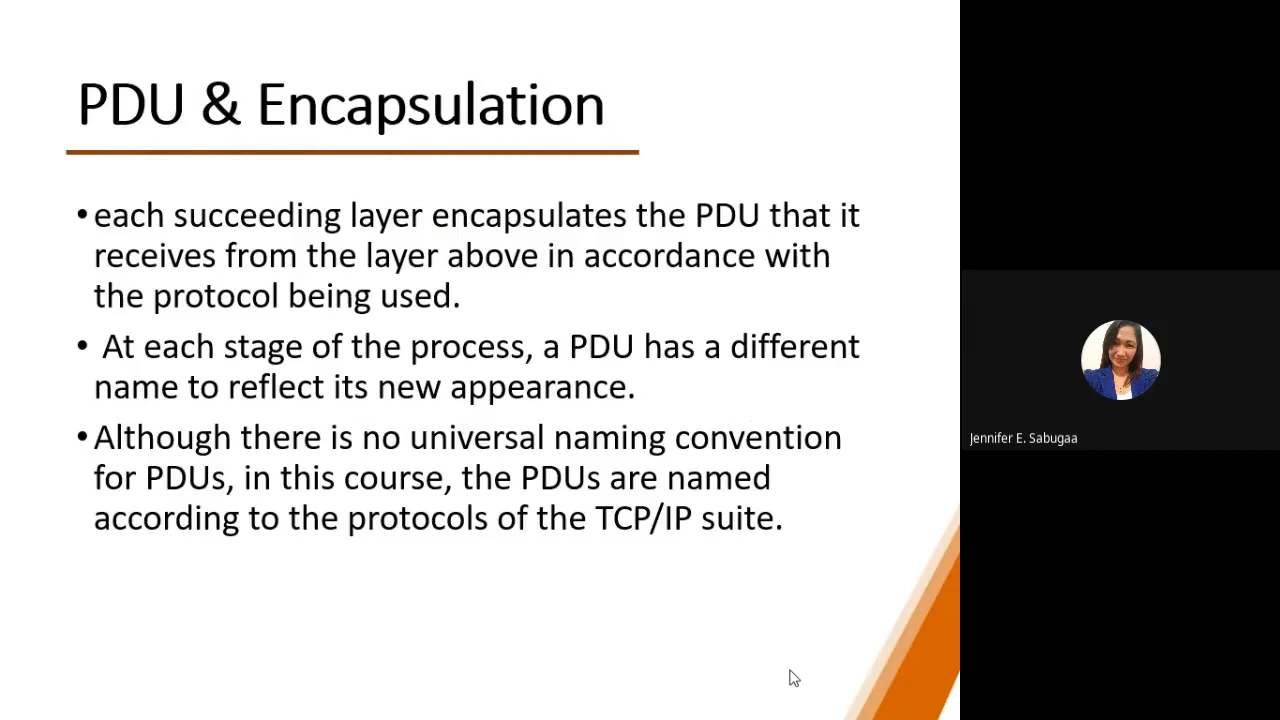 PDU & Encapsulation
•each succeeding layer encapsulates the PDU that it
receives from the layer above in accordance with
the protocol being used.
• At each stage of the process, a PDU has a different
name to reflect its new appearance.
•Although there is no universal naming convention
for PDUs, in this course, the PDUs are named
according to the protocols of the TCP/IP suite.
Jennifer E. Sabugaa